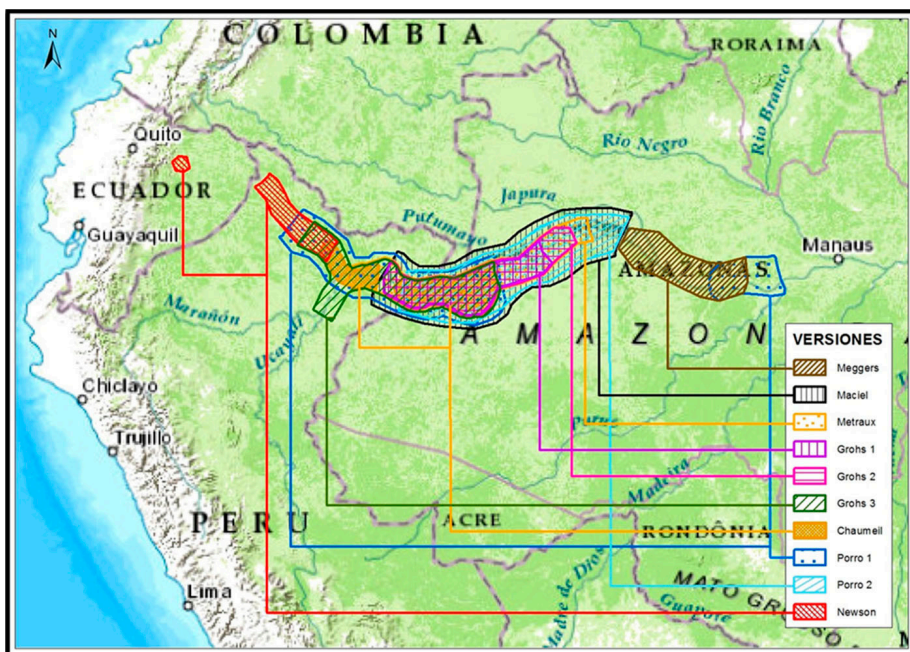 N
COLOMBIA
RORAIMA
Rio Branco
Quito
Rio Negro
ECUADOR
Japura
Putumayo
Guayaquil
Manaus
AMAZONAS
Marañón
Ucayali
AMAZON
VERSIONES
Meggers
Maciel
Chiclayo
Metraux
Purus
Grohs 1
Trujillo
Madeira
Grohs 2
Grohs 3
PERU
ACRE
RONDÔNIA
Chaumeil
Porro 1
Madre de Dios
MATO GROSSO
Porro 2
Lima
Guapore
Newson